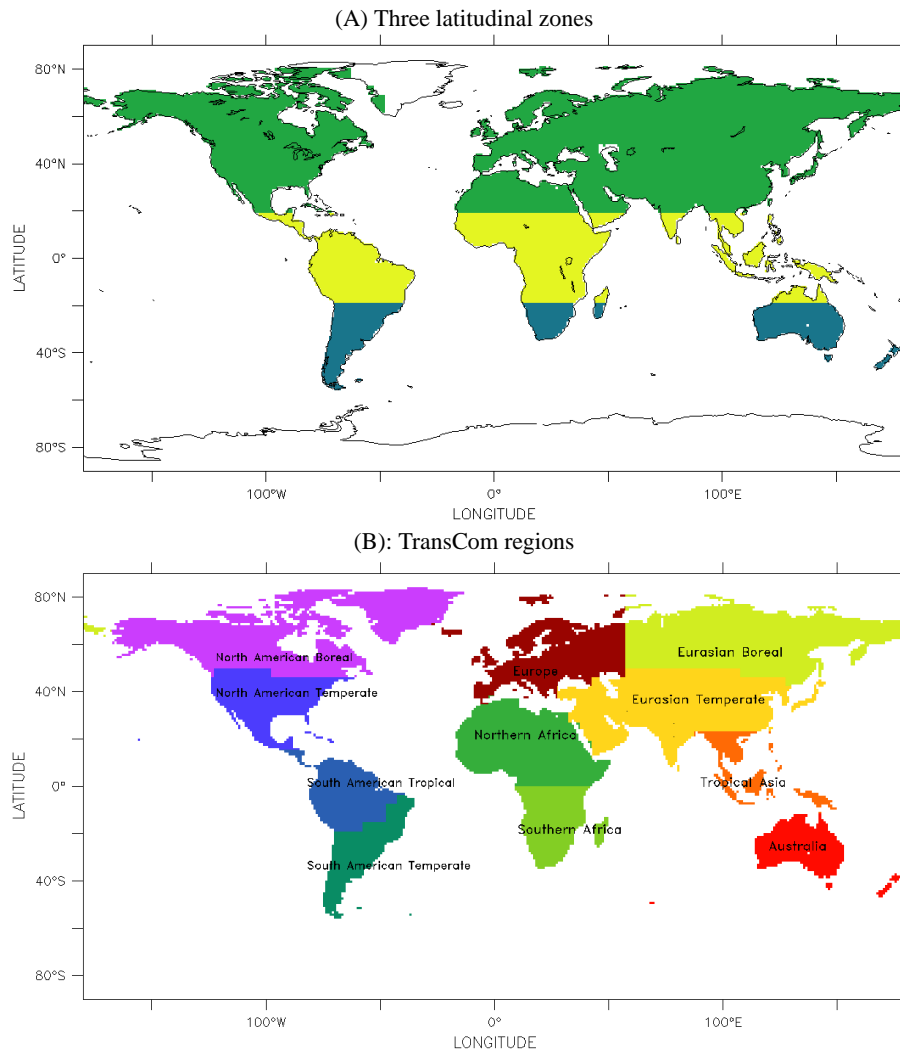 (A) Three latitudinal zones
80°N
40°N
0°
40°S
80°S
LATITUDE
100°W
0°
100°E
LONGITUDE
(B): TransCom regions
80°N
40°N
0°
40°S
80°S
LATITUDE
North American Boreal
Eurasian Boreal
Europe
North American Temperate
Eurasian Temperate
Northern Africa
South American Tropical
Tropical Asia
Southern Africa
Australia
South American Temperate
100°W
0°
100°E
LONGITUDE